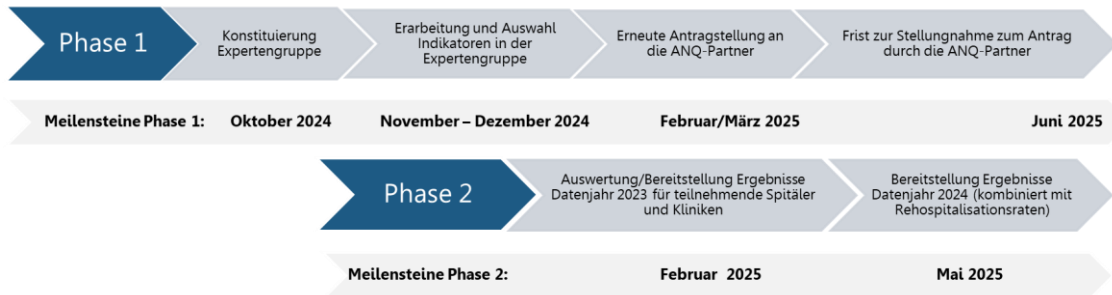 Phase 1
Konstituierung
Expertengruppe
Erarbeitung und Auswahl
Indikatoren in der
Expertengruppe
Erneute Antragstellung an
die ANQ-Partner
Frist zur Stellungnahme zum Antrag
durch die ANQ-Partner
Meilensteine Phase 1: Oktober 2024 November – Dezember 2024 Februar/März 2025 Juni 2025
Phase 2
Auswertung/Bereitstellung Ergebnisse
Datenjahr 2023 für teilnehmende Spitäler
und Kliniken
Bereitstellung Ergebnisse
Datenjahr 2024 (kombiniert mit
Rehospitalisationsraten)
Meilensteine Phase 2: Februar 2025 Mai 2025